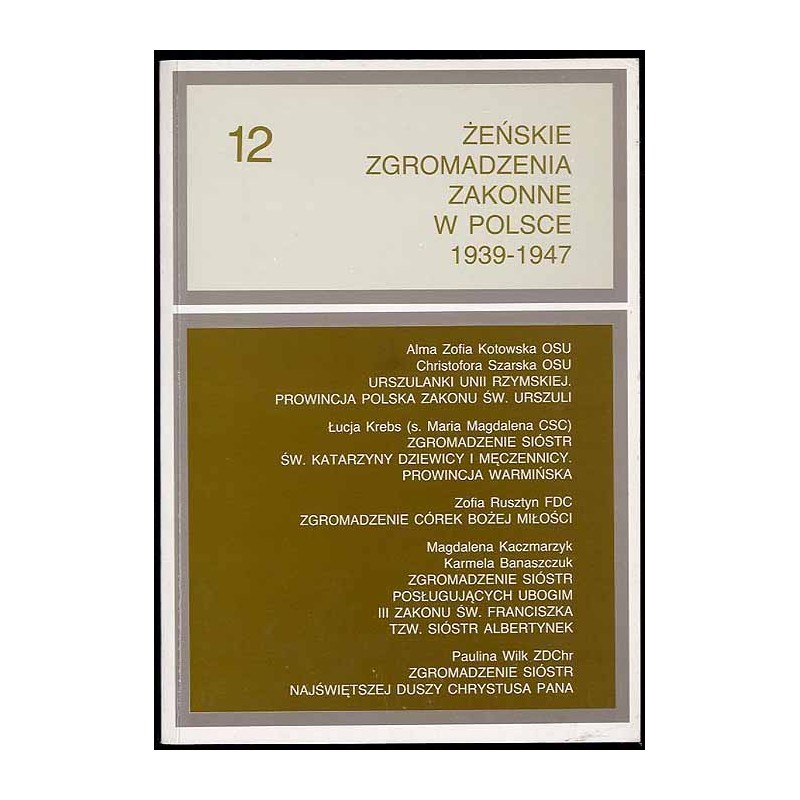 12
ŻEŃSKIE
ZGROMADZENIA
ZAKONNE
W POLSCE
1939-1947
Alma Zofia Kotowska OSU
Christofora Szarska OSU
URSZULANKI UNII RZYMSKIEJ.
PROWINCJA POLSKA ZAKONU ŚW. URSZULI
Łucja Krebs (s. Maria Magdalena CSC)
ZGROMADZENIE SIÓSTR
ŚW. KATARZYNY DZIEWICY I MĘCZENNICY.
PROWINCJA WARMIŃSKA
Zofia Rusztyn FDC
ZGROMADZENIE CÓREK BOŻEJ MIŁOŚCI
Magdalena Kaczmarzyk
Karmela Banaszczuk
ZGROMADZENIE SIÓSTR
POSŁUGUJĄCYCH UBOGIM
III ZAKONU ŚW. FRANCISZKA
TZW. SIÓSTR ALBERTYNEK
Paulina Wilk ZDChr
ZGROMADZENIE SIÓSTR
NAJŚWIĘTSZEJ DUSZY CHRYSTUSA PANA